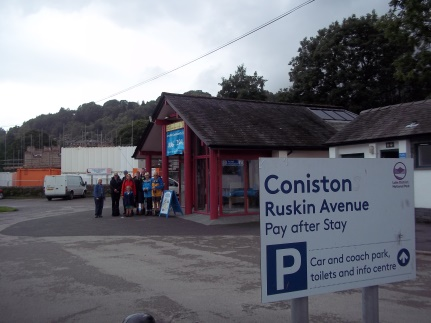 Coniston
Ruskin Avenue
Pay after Stay
P
Car and coach park,
toilets and info centre